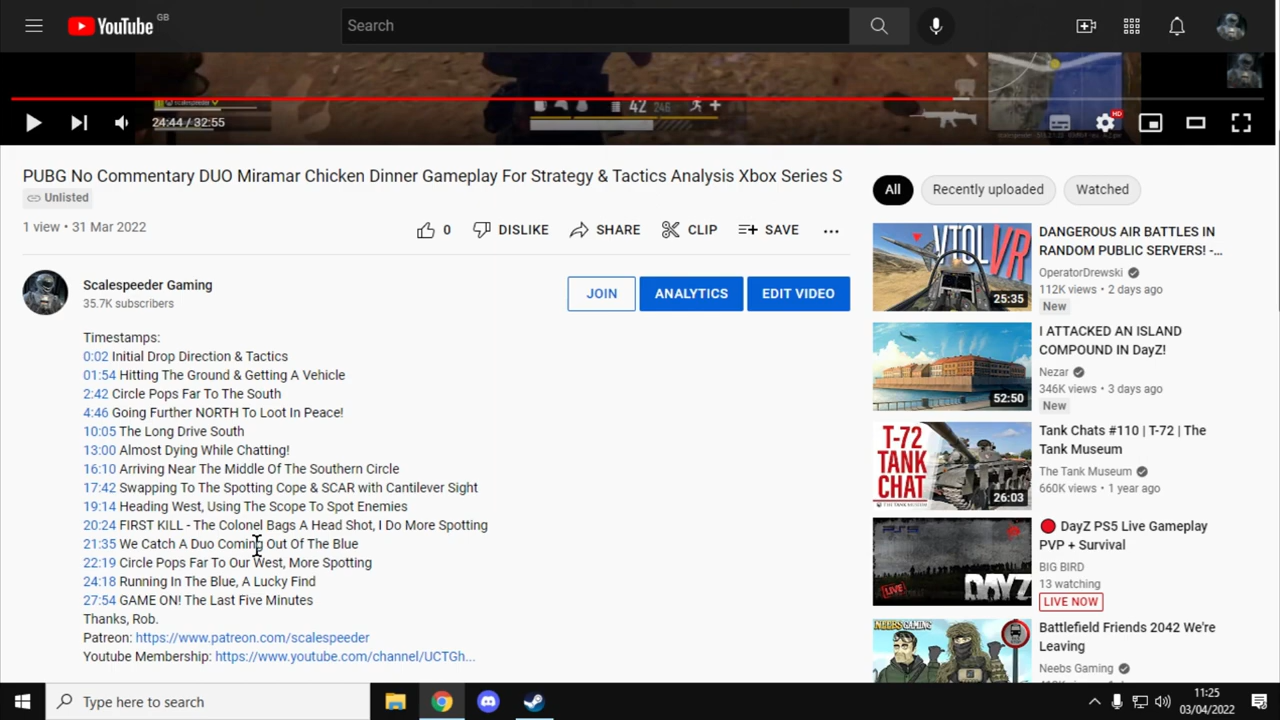 YouTube GB
Search
scalespeeder
42 246
24:44 / 32:55
HD
PUBG No Commentary DUO Miramar Chicken Dinner Gameplay For Strategy & Tactics Analysis Xbox Series S
Unlisted
1 view • 31 Mar 2022
0 DISLIKE SHARE CLIP SAVE
Scalespeeder Gaming
35.7K subscribers
JOIN ANALYTICS EDIT VIDEO
Timestamps:
0:02 Initial Drop Direction & Tactics
01:54 Hitting The Ground & Getting A Vehicle
2:42 Circle Pops Far To The South
4:46 Going Further NORTH To Loot In Peace!
10:05 The Long Drive South
13:00 Almost Dying While Chatting!
16:10 Arriving Near The Middle Of The Southern Circle
17:42 Swapping To The Spotting Cope & SCAR with Cantilever Sight
19:14 Heading West, Using The Scope To Spot Enemies
20:24 FIRST KILL - The Colonel Bags A Head Shot, I Do More Spotting
21:35 We Catch A Duo Coming Out Of The Blue
22:19 Circle Pops Far To Our West, More Spotting
24:18 Running In The Blue, A Lucky Find
27:54 GAME ON! The Last Five Minutes
Thanks, Rob.
Patreon: https://www.patreon.com/scalespeeder
Youtube Membership: https://www.youtube.com/channel/UCTGh...
All Recently uploaded Watched
VTOL VR
25:35
DANGEROUS AIR BATTLES IN
RANDOM PUBLIC SERVERS! -...
OperatorDrewski
112K views • 2 days ago
New
52:50
I ATTACKED AN ISLAND
COMPOUND IN DayZ!
Nezar
346K views • 3 days ago
New
T-72
TANK
CHAT
26:03
Tank Chats #110 | T-72 | The
Tank Museum
The Tank Museum
660K views • 1 year ago
LIVE
DAYZ
DayZ PS5 Live Gameplay
PVP + Survival
BIG BIRD
13 watching
LIVE NOW
NEEBS GAMING
Battlefield Friends 2042 We're
Leaving
Neebs Gaming
Type here to search
11:25
03/04/2022